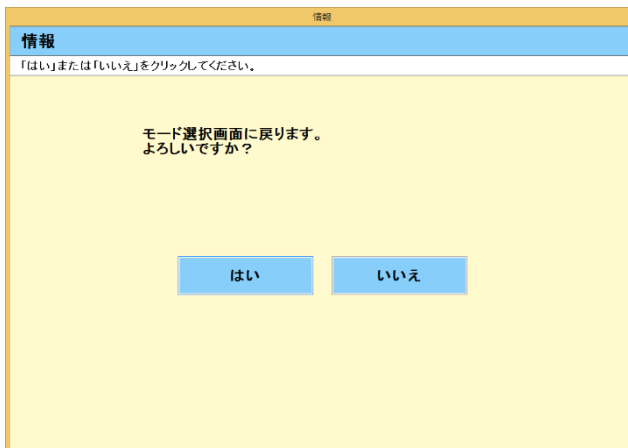 情報
情報
「はい」または「いいえ」をクリックしてください。
モード選択画面に戻ります。
よろしいですか？
はい
いいえ